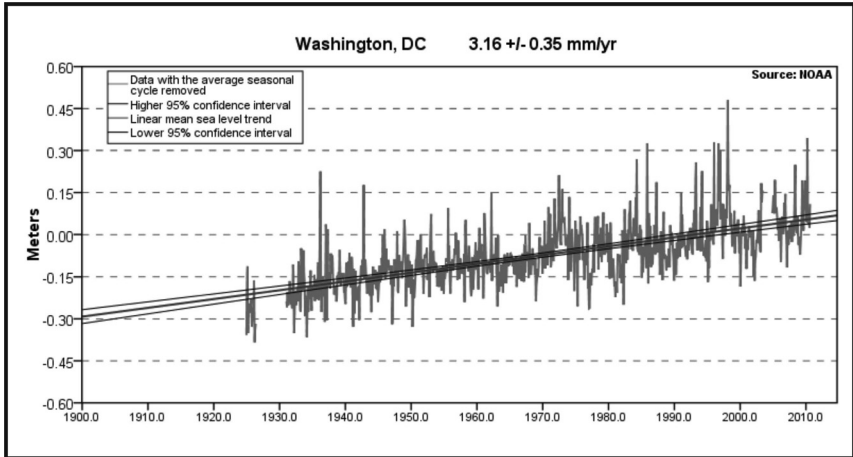 Washington, DC 3.16 +/- 0.35 mm/yr
Source: NOAA
Data with the average seasonal
cycle removed
Higher 95% confidence interval
Linear mean sea level trend
Lower 95% confidence interval
Meters
0.60
0.45
0.30
0.15
0.00
-0.15
-0.30
-0.45
-0.60
1900.0 1910.0 1920.0 1930.0 1940.0 1950.0 1960.0 1970.0 1980.0 1990.0 2000.0 2010.0